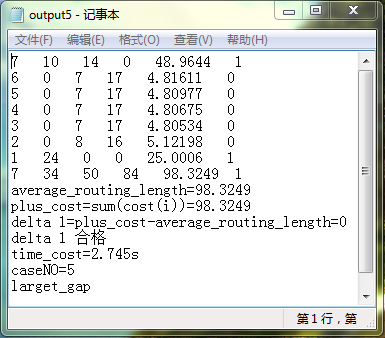 output5 - 记事本
文件(F) 编辑(E) 格式(O) 查看(V) 帮助(H)
7 10 14 0 48.9644 1
6 0 7 17 4.81611 0
5 0 7 17 4.80977 0
4 0 7 17 4.80675 0
3 0 7 17 4.80534 0
2 0 8 16 5.12198 0
1 24 0 0 25.0006 1
7 34 50 84 98.3249 1
average_routing_length=98.3249
plus_cost=sum(cost(i))=98.3249
delta 1=plus_cost-average_routing_length=0
delta 1 合格
time_cost=2.745s
caseNO=5
larget_gap
第 1 行，第